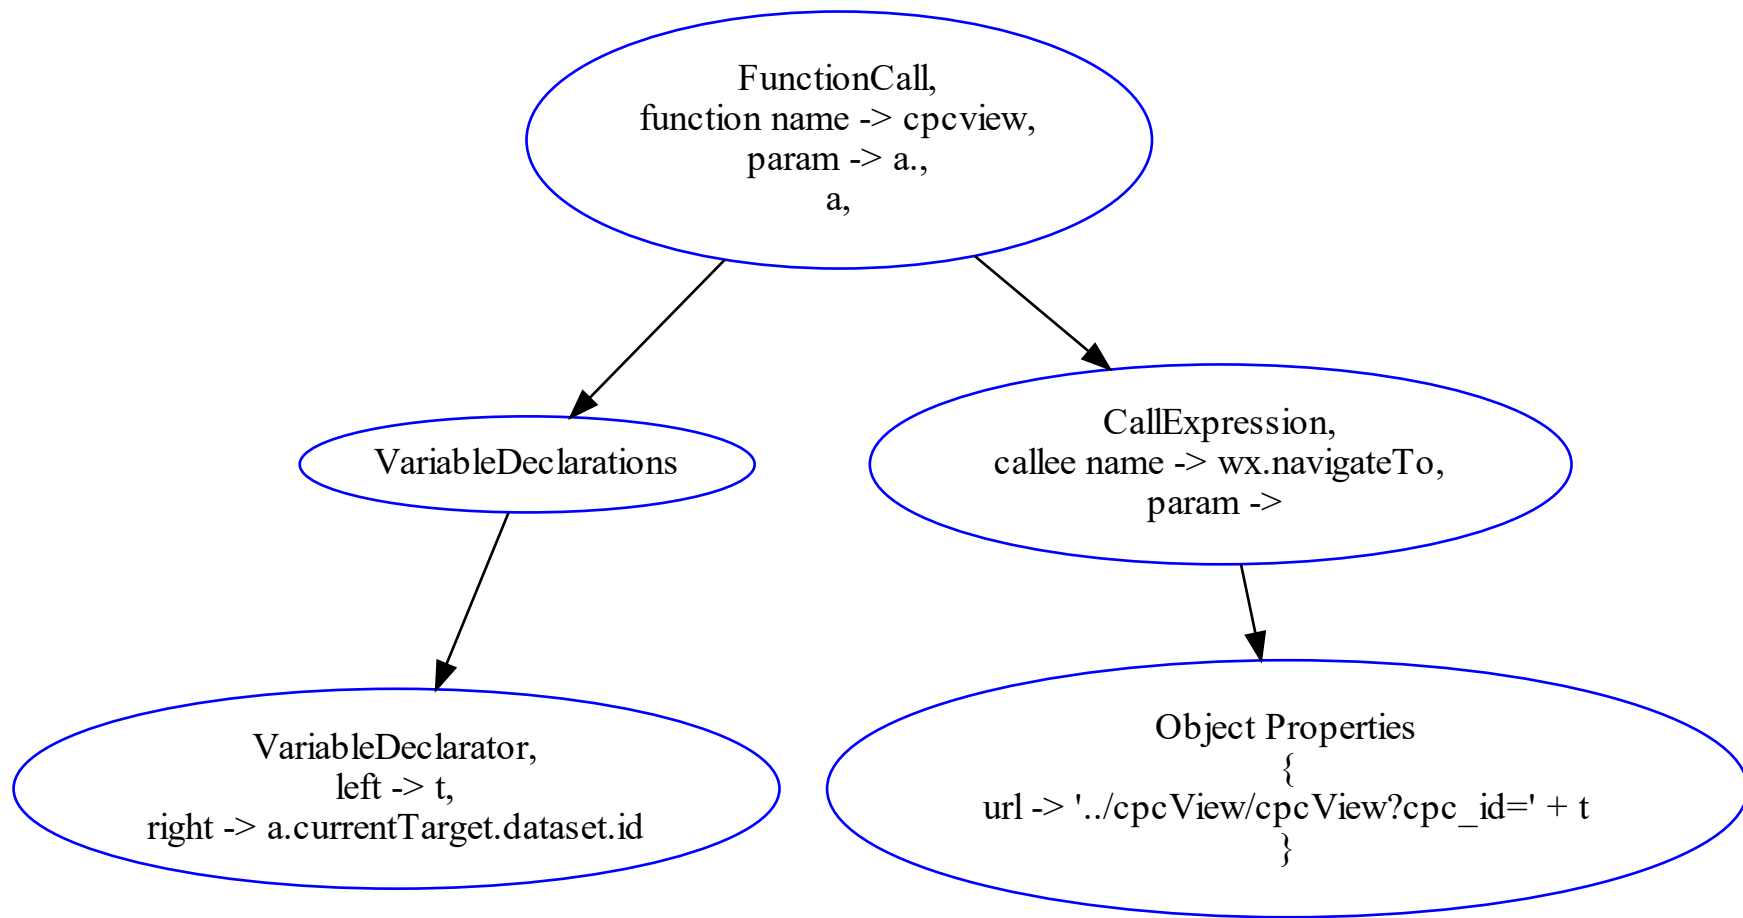 FunctionCall,
function name -> cpcview,
param -> a.,
a,
VariableDeclarations
CallExpression,
callee name -> wx.navigateTo,
param ->
VariableDeclarator,
left -> t,
right -> a.currentTarget.dataset.id
Object Properties
{
url -> '../cpcView/cpcView?cpc_id=' + t
}